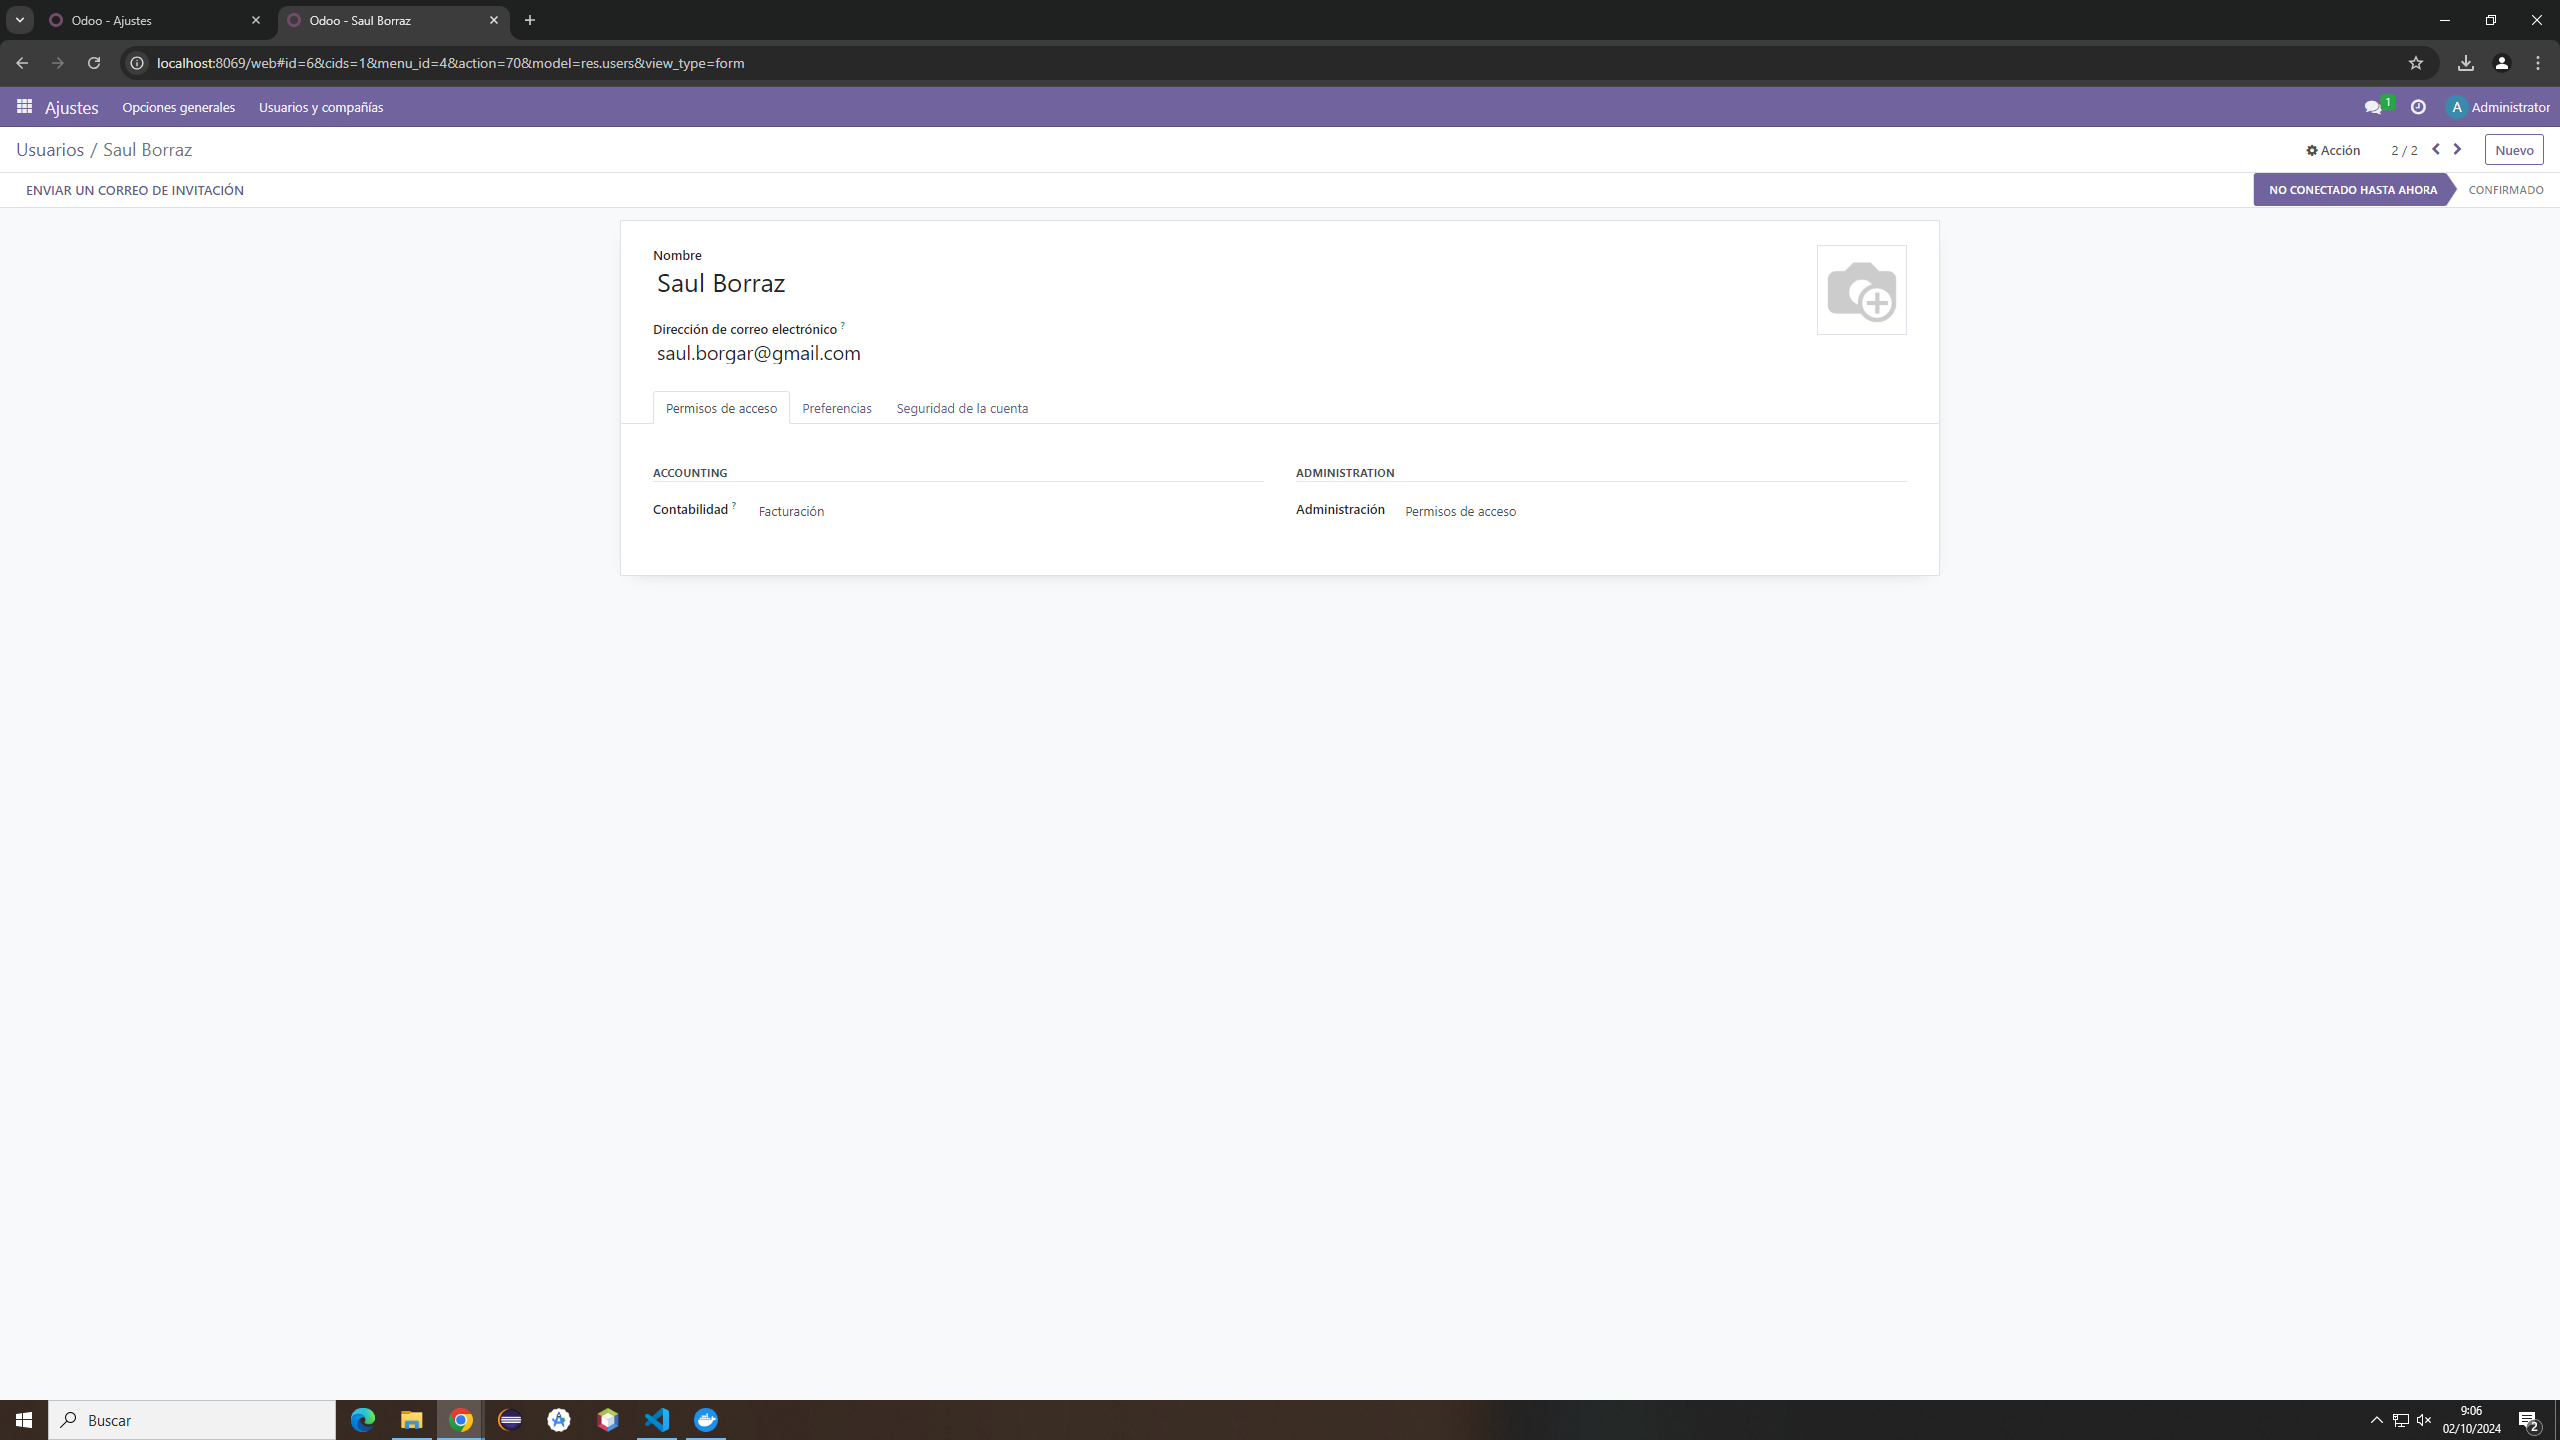 Odoo - Ajustes
Odoo - Saul Borraz
localhost:8069/web#id=6&cids=1&menu_id=4&action=70&model=res.users&view_type=form
Ajustes Opciones generales Usuarios y compañías 1 A Administrator
Usuarios / Saul Borraz Acción 2 / 2 Nuevo
ENVIAR UN CORREO DE INVITACIÓN NO CONECTADO HASTA AHORA CONFIRMADO
Nombre
Saul Borraz
Dirección de correo electrónico ?
saul.borgar@gmail.com
Permisos de acceso Preferencias Seguridad de la cuenta
ACCOUNTING
Contabilidad ? Facturación
ADMINISTRATION
Administración Permisos de acceso
Buscar
9:06
02/10/2024
2